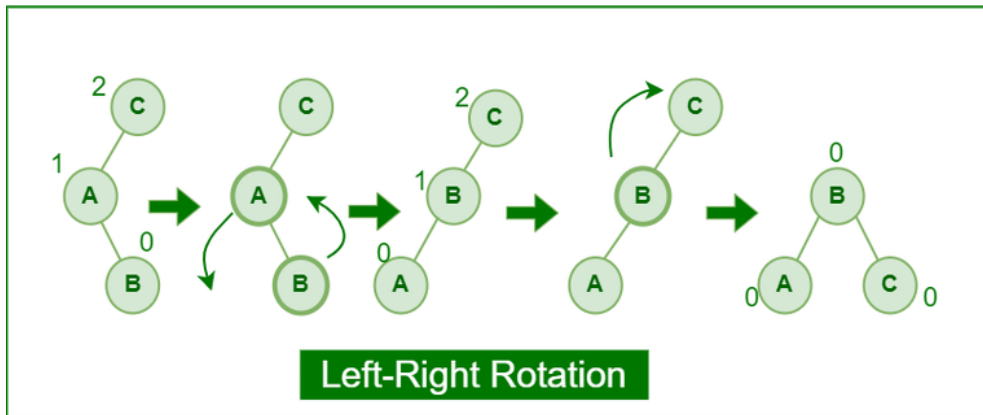 2 C 1 A 0 B
C A B
2 C 1 B 0 A
C B A
0 B 0 A C 0
Left-Right Rotation